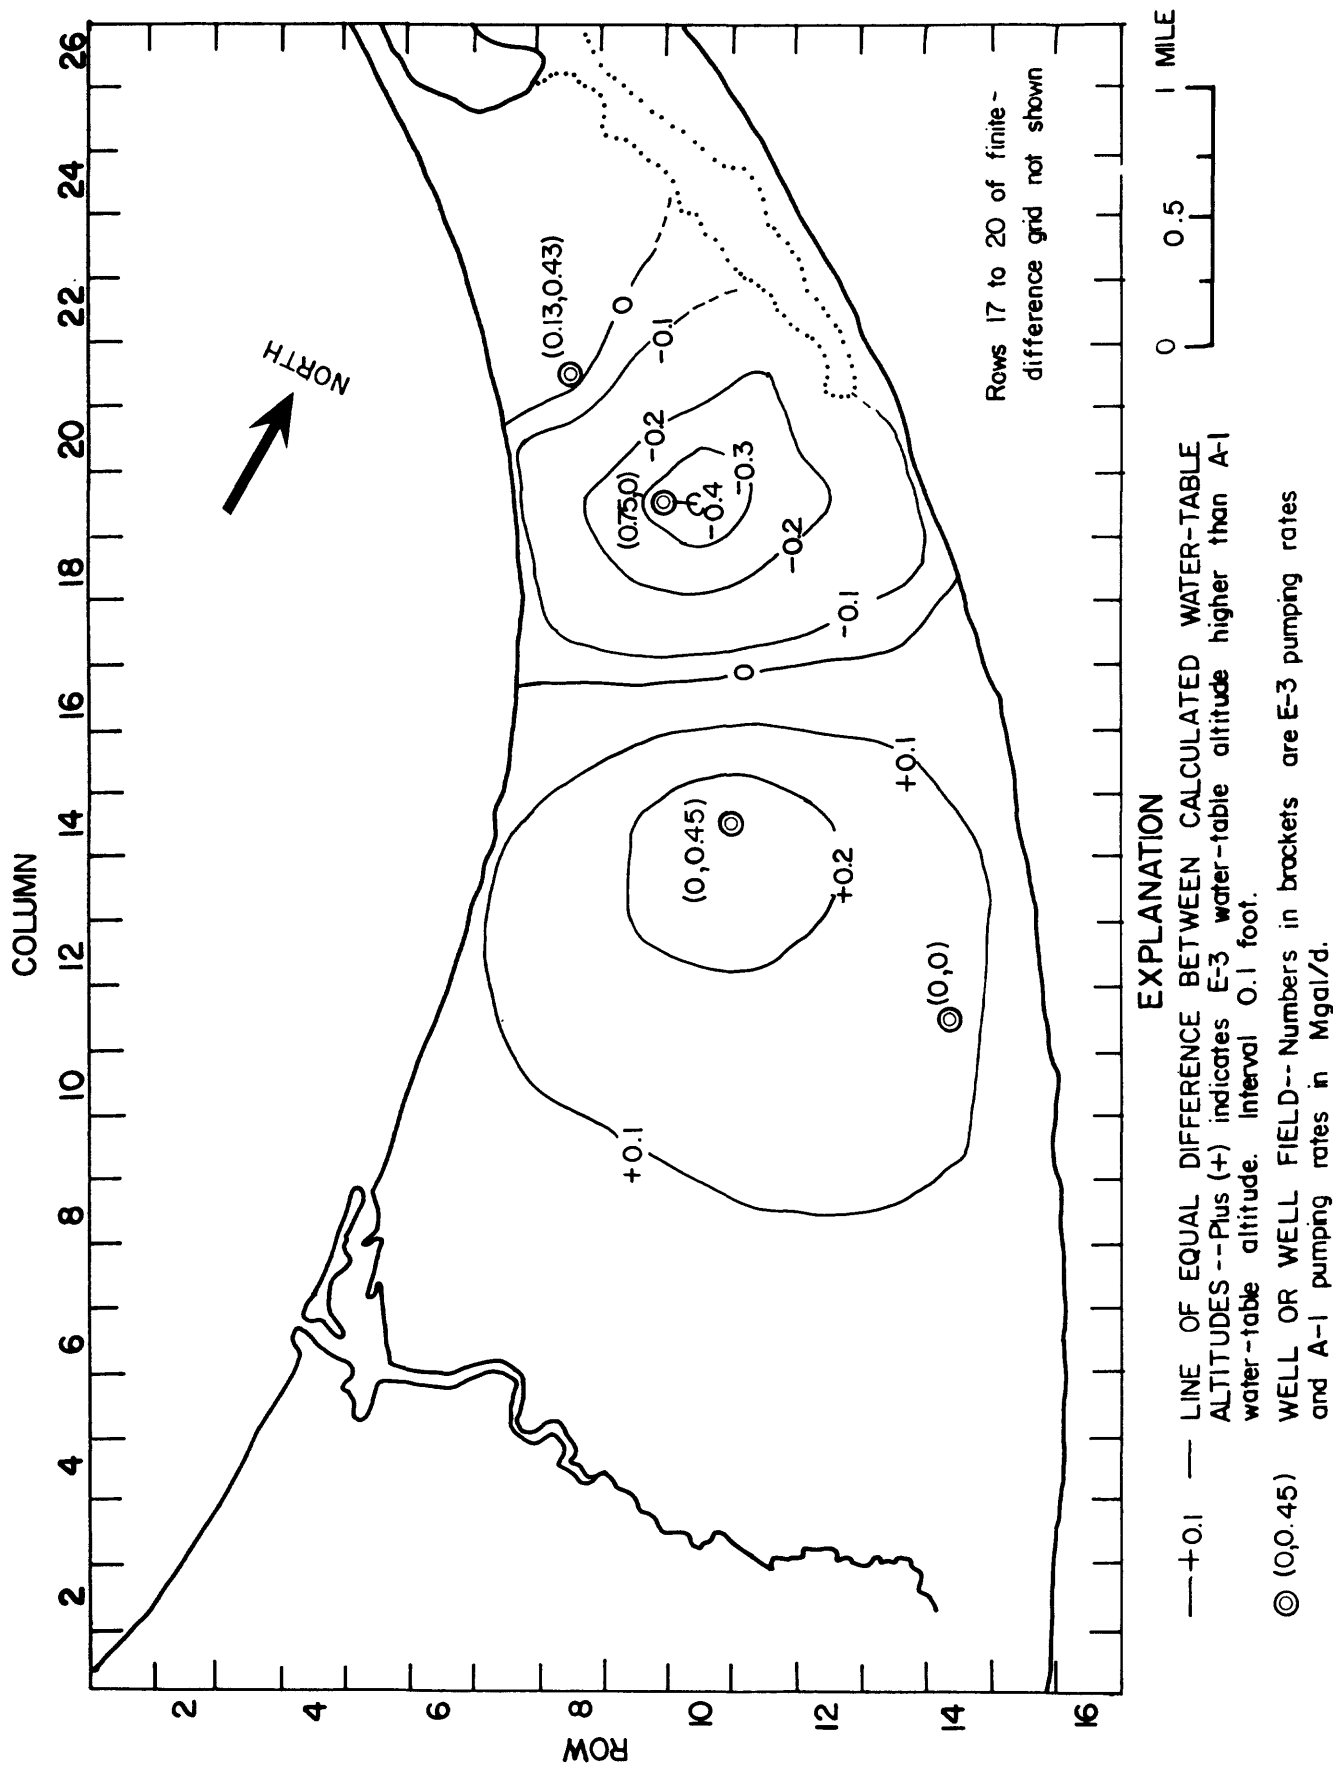 COLUMN
2 4 6 8 10 12 14 16 18 20 22 24 26
ROW
2
4
6
8
10
12
14
16
NORTH
(0.13,0.43)
0
-0.1
-0.2
(0.75,0)
-0.3
-0.4
-0.2
-0.1
0
+0.1
(0,0.45)
+0.2
(0,0)
+0.1
Rows 17 to 20 of finite-
difference grid not shown
0 0.5 1 MILE
EXPLANATION
—+0.1 — LINE OF EQUAL DIFFERENCE BETWEEN CALCULATED WATER-TABLE
ALTITUDES--Plus (+) indicates E-3 water-table altitude higher than A-1
water-table altitude. Interval 0.1 foot.
(0,0.45) WELL OR WELL FIELD--Numbers in brackets are E-3 pumping rates
and A-1 pumping rates in Mgal/d.